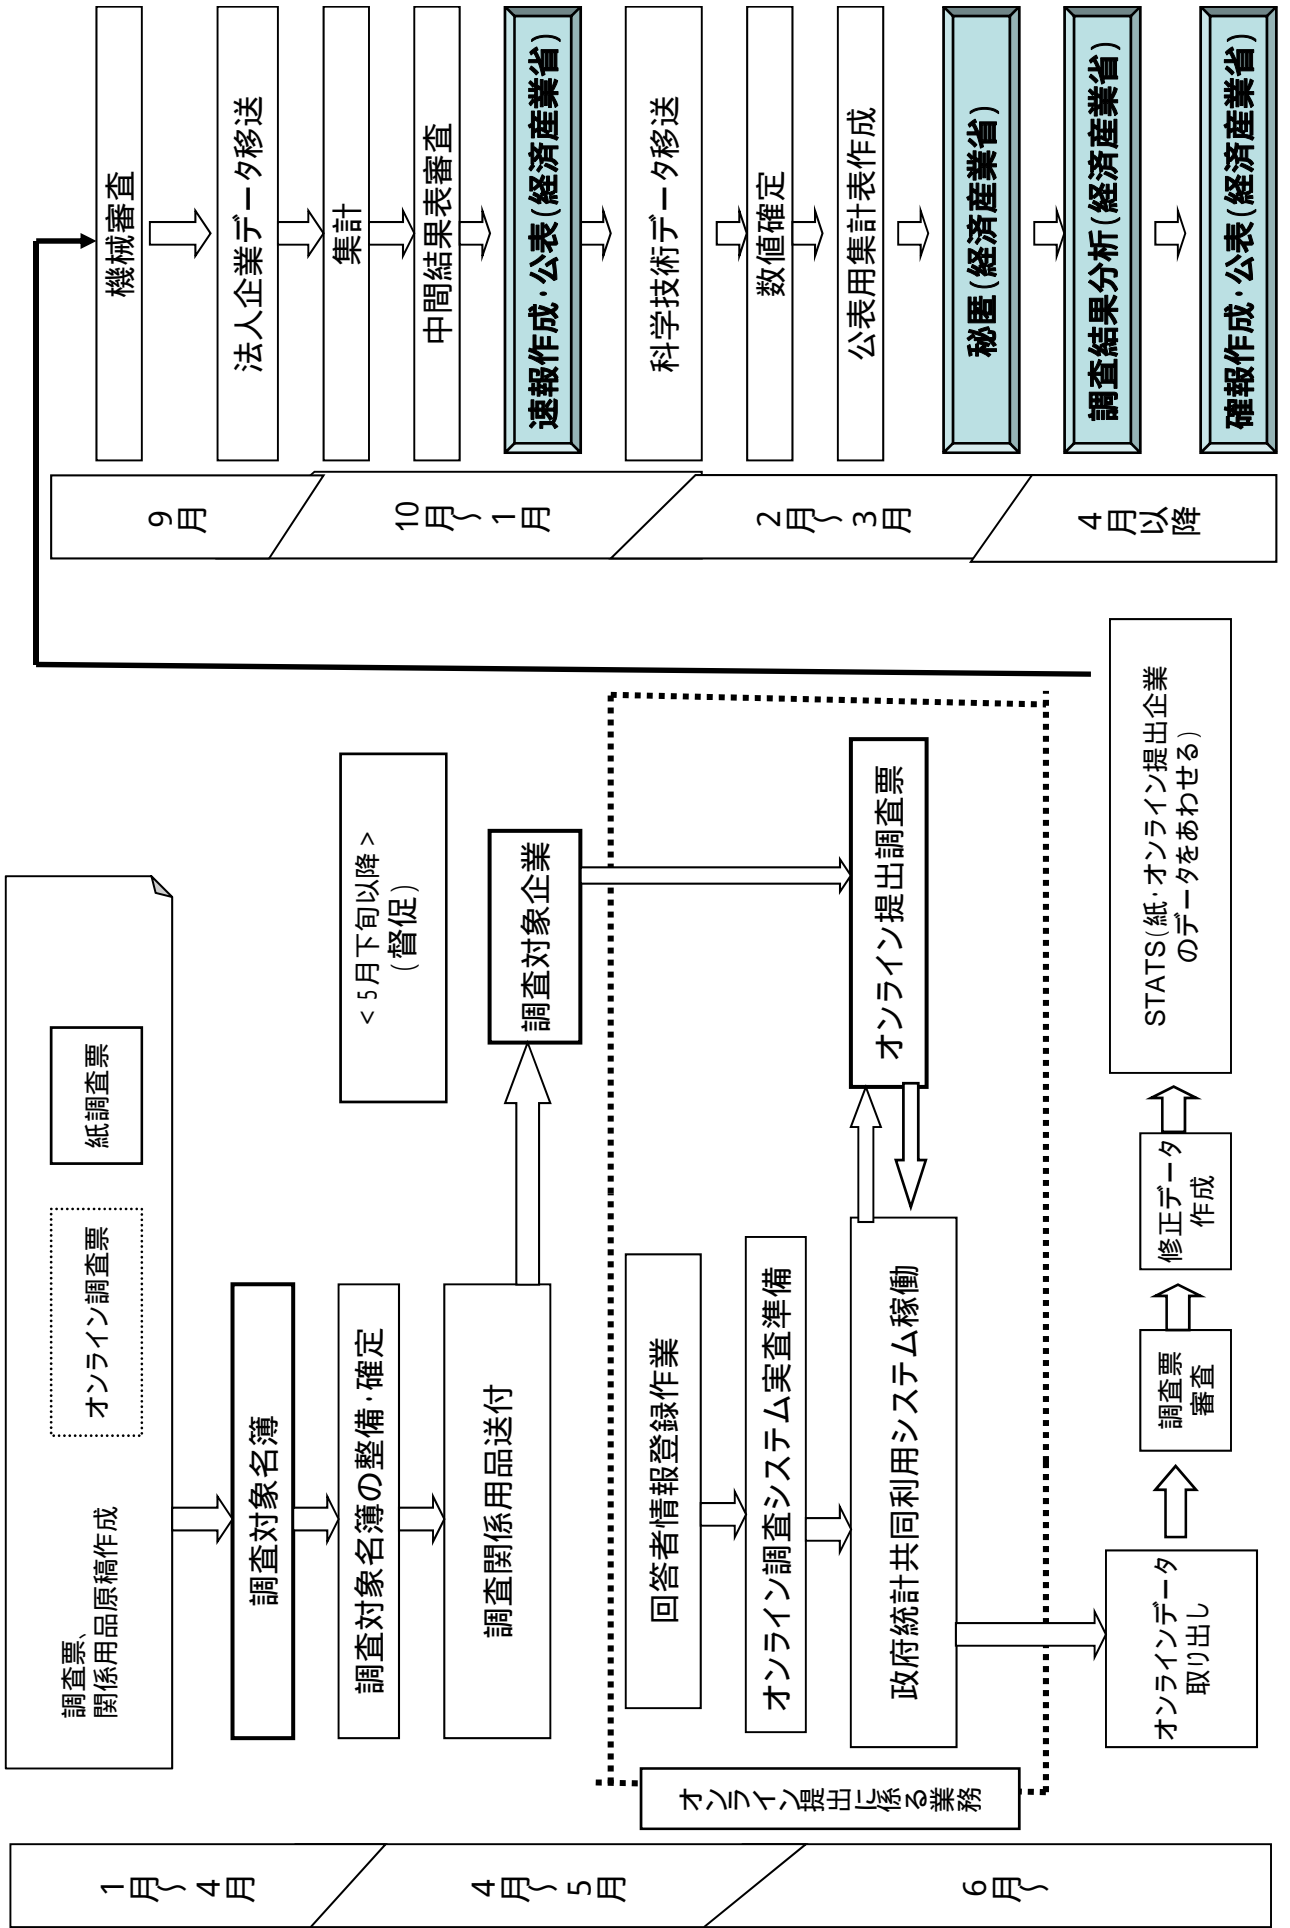 1月～4月
調査票、
関係用品原稿作成
オンライン調査票
紙調査票
調査対象名簿
調査対象名簿の整備・確定
4月～5月
調査関係用品送付
調査対象企業
<5月下旬以降>
(督促)
オンライン提出に係る業務
回答者情報登録作業
オンライン調査システム実査準備
政府統計共同利用システム稼働
オンライン提出調査票
6月～
オンラインデータ
取り出し
調査票
審査
修正データ
作成
STATS(紙・オンライン提出企業
のデータをあわせる)
9月
機械審査
法人企業データ移送
10月～1月
集計
中間結果表審査
速報作成・公表(経済産業省)
科学技術データ移送
2月～3月
数値確定
公表用集計表作成
秘匿(経済産業省)
4月以降
調査結果分析(経済産業省)
確報作成・公表(経済産業省)